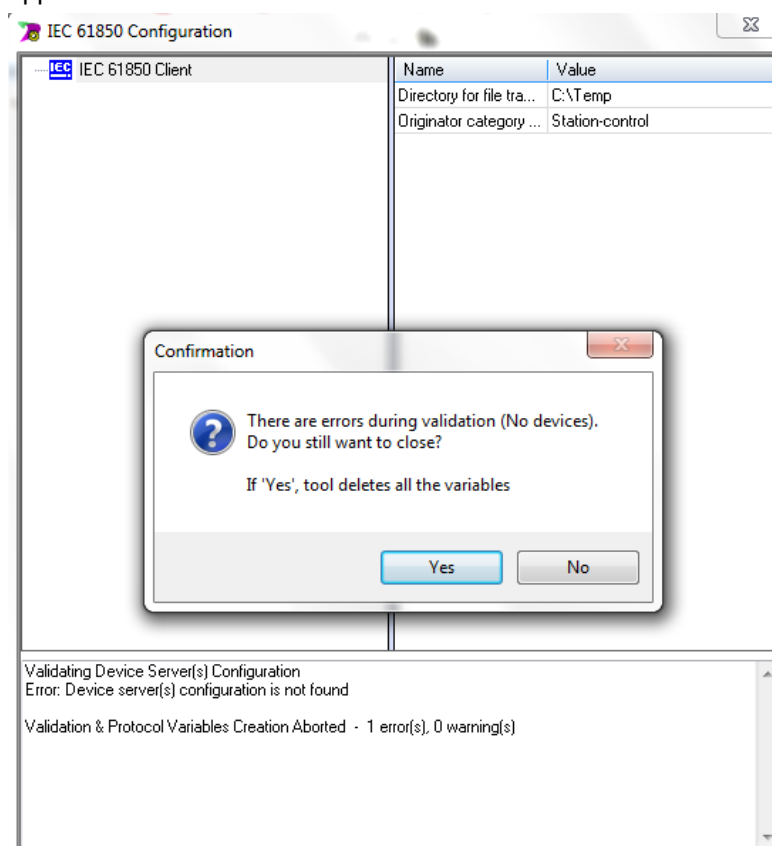 IEC 61850 Configuration
IEC IEC 61850 Client
Name Value
Directory for file tra... C:\Temp
Originator category ... Station-control
Confirmation
There are errors during validation (No devices).
Do you still want to close?
If 'Yes', tool deletes all the variables
Yes No
Validating Device Server(s) Configuration
Error: Device server(s) configuration is not found
Validation & Protocol Variables Creation Aborted - 1 error(s), 0 warning(s)